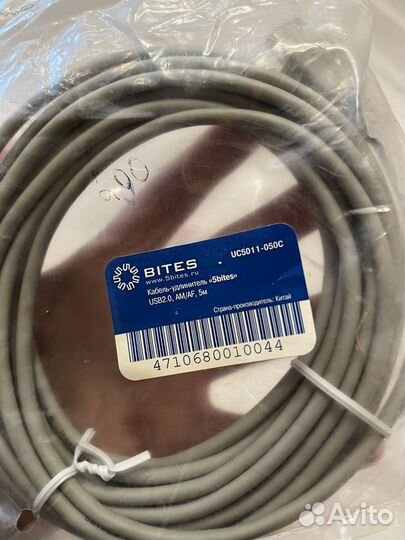 200
BITES
www.5bites.ru
UC5011-050C
Кабель-удлинитель «5bites»
USB2.0, AM/AF, 5м
Страна-производитель: Китай
4710680010044
Avito